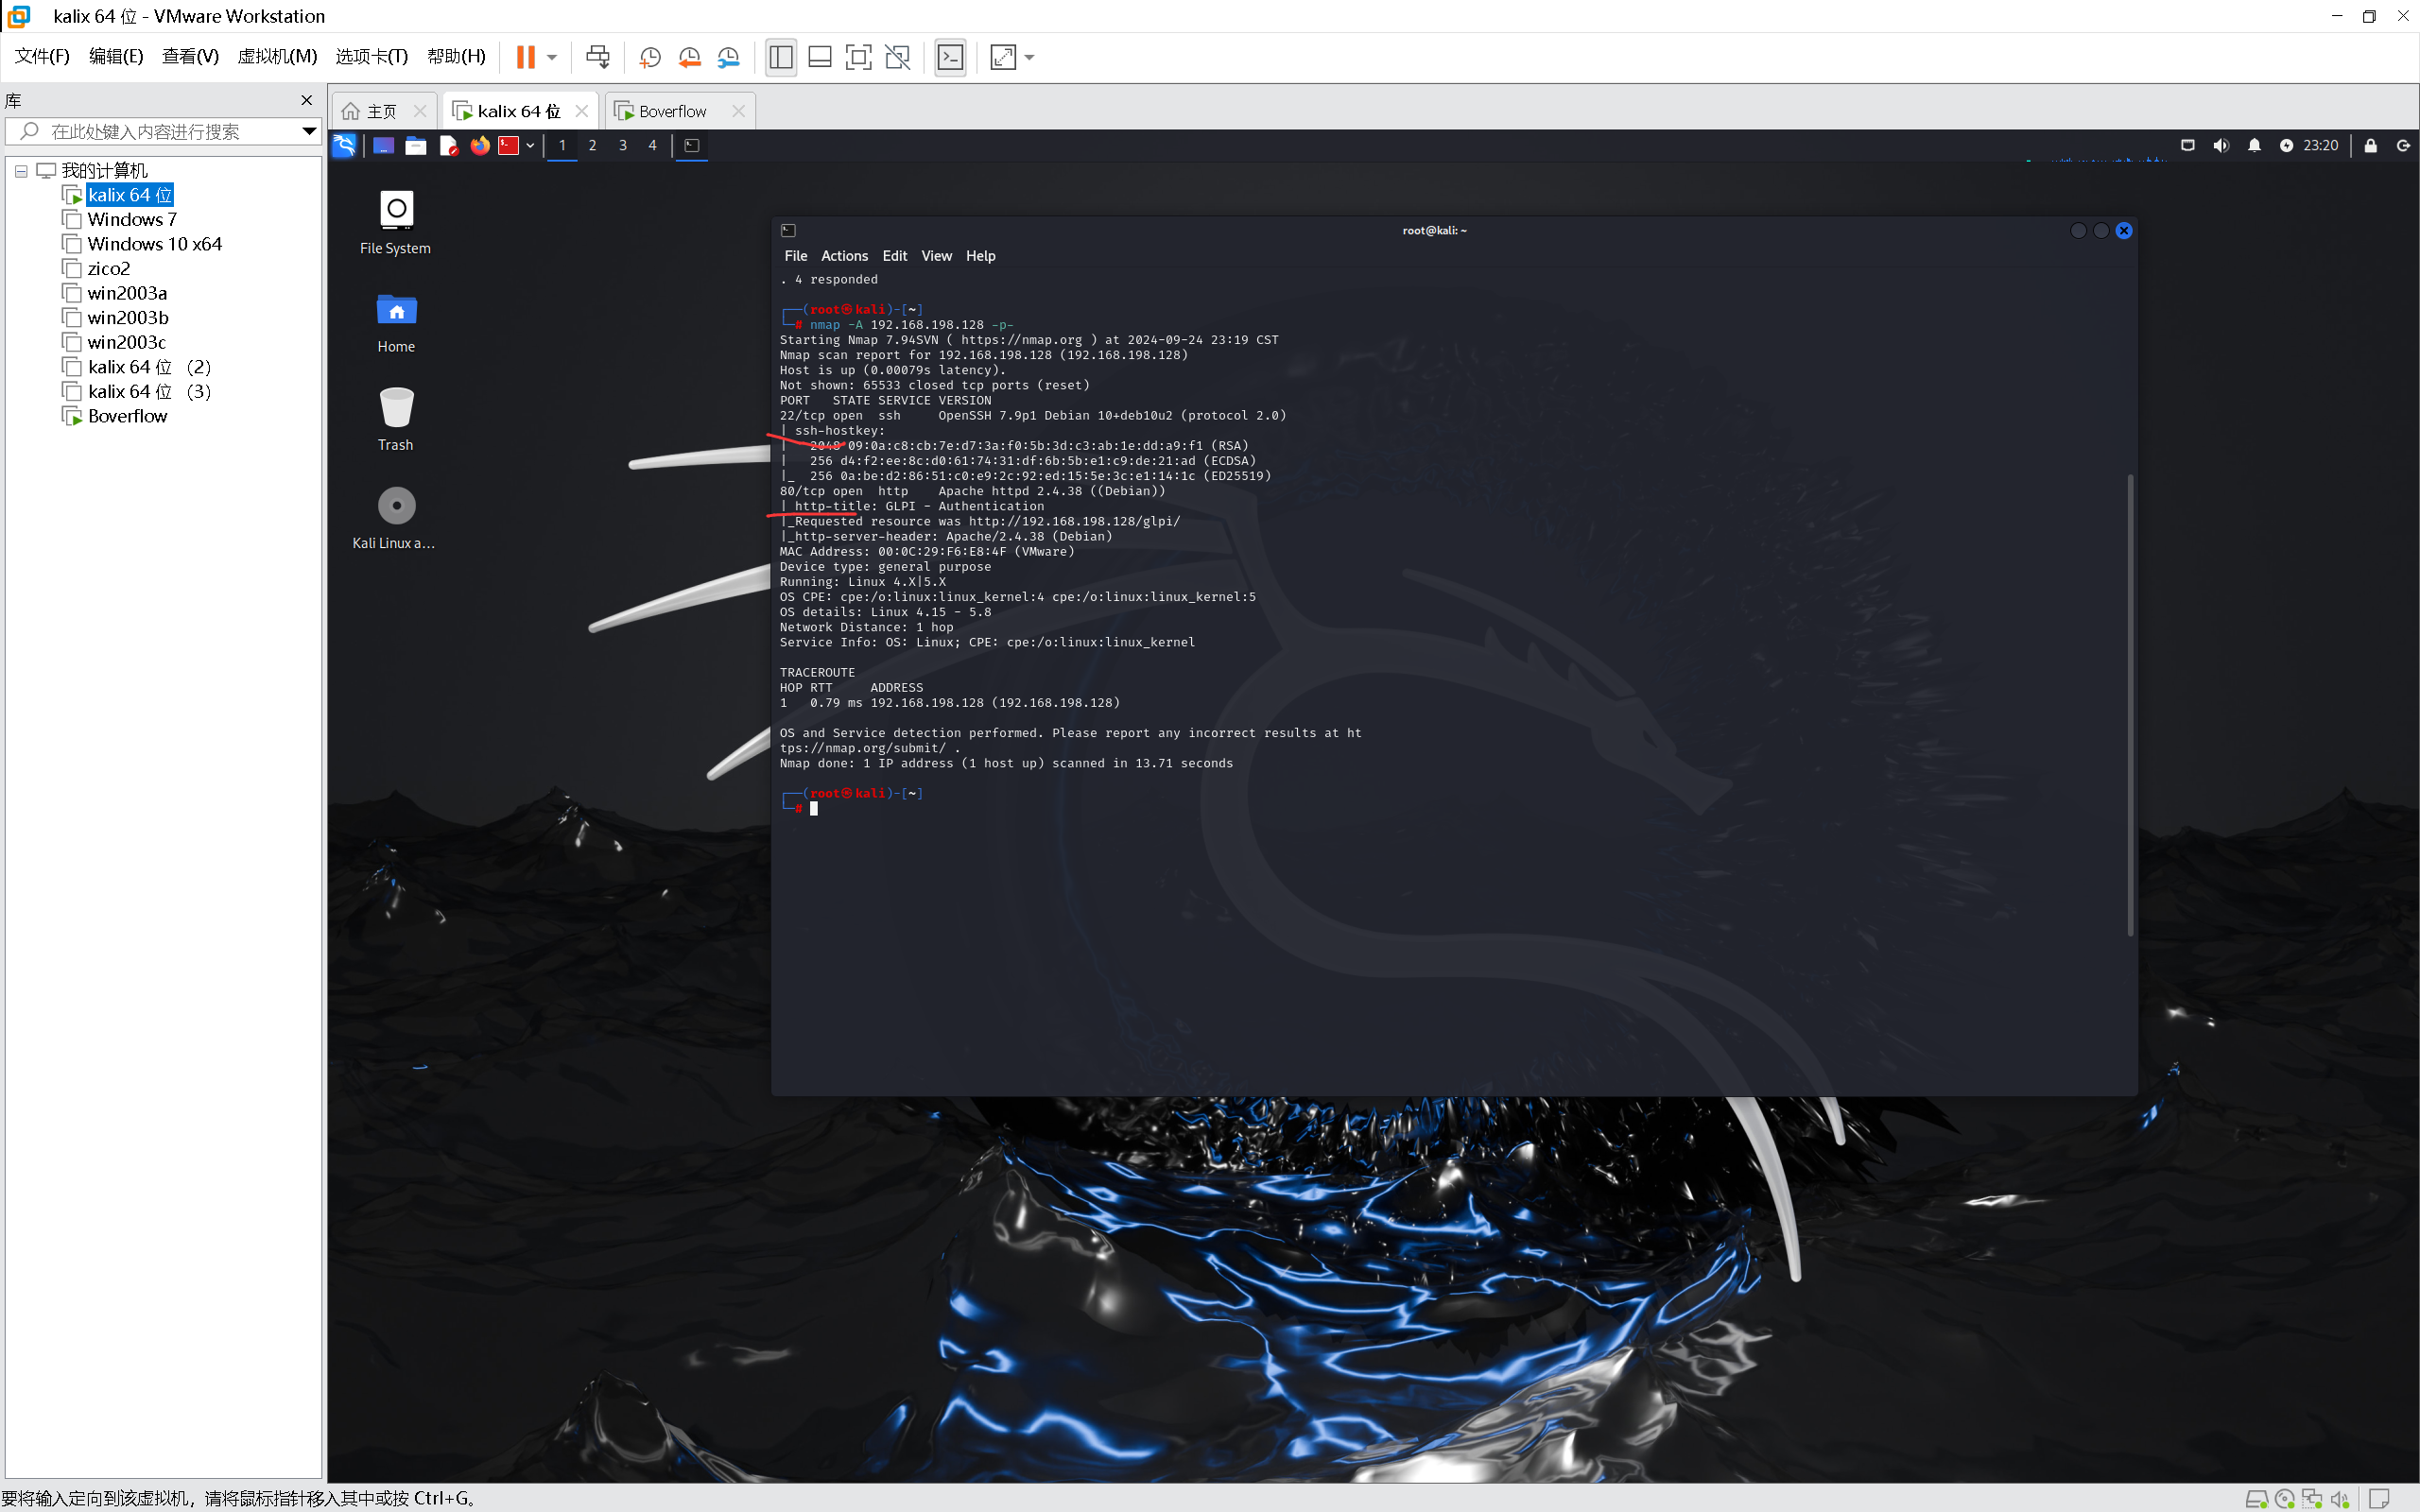 kalix 64 位 - VMware Workstation
文件(F) 编辑(E) 查看(V) 虚拟机(M) 选项卡(T) 帮助(H)
库
在此处键入内容进行搜索
我的计算机
kalix 64 位
Windows 7
Windows 10 x64
zico2
win2003a
win2003b
win2003c
kalix 64 位 （2）
kalix 64 位 （3）
Boverflow
主页 kalix 64 位 Boverflow
1 2 3 4 23:20
File System
Home
Trash
Kali Linux a...
root@kali: ~
File Actions Edit View Help
. 4 responded
┌──(root㉿kali)-[~]
└─# nmap -A 192.168.198.128 -p-
Starting Nmap 7.94SVN ( https://nmap.org ) at 2024-09-24 23:19 CST
Nmap scan report for 192.168.198.128 (192.168.198.128)
Host is up (0.00079s latency).
Not shown: 65533 closed tcp ports (reset)
PORT   STATE SERVICE VERSION
22/tcp open  ssh     OpenSSH 7.9p1 Debian 10+deb10u2 (protocol 2.0)
| ssh-hostkey:
|   2048 09:0a:c8:cb:7e:d7:3a:f0:5b:3d:c3:ab:1e:dd:a9:f1 (RSA)
|   256 d4:f2:ee:8c:d0:61:74:31:df:6b:5b:e1:c9:de:21:ad (ECDSA)
|_  256 0a:be:d2:86:51:c0:e9:2c:92:ed:15:5e:3c:e1:14:1c (ED25519)
80/tcp open  http    Apache httpd 2.4.38 ((Debian))
| http-title: GLPI - Authentication
|_Requested resource was http://192.168.198.128/glpi/
|_http-server-header: Apache/2.4.38 (Debian)
MAC Address: 00:0C:29:F6:E8:4F (VMware)
Device type: general purpose
Running: Linux 4.X|5.X
OS CPE: cpe:/o:linux:linux_kernel:4 cpe:/o:linux:linux_kernel:5
OS details: Linux 4.15 - 5.8
Network Distance: 1 hop
Service Info: OS: Linux; CPE: cpe:/o:linux:linux_kernel
TRACEROUTE
HOP RTT     ADDRESS
1   0.79 ms 192.168.198.128 (192.168.198.128)
OS and Service detection performed. Please report any incorrect results at ht
tps://nmap.org/submit/ .
Nmap done: 1 IP address (1 host up) scanned in 13.71 seconds
┌──(root㉿kali)-[~]
└─#
要将输入定向到该虚拟机，请将鼠标指针移入其中或按 Ctrl+G。